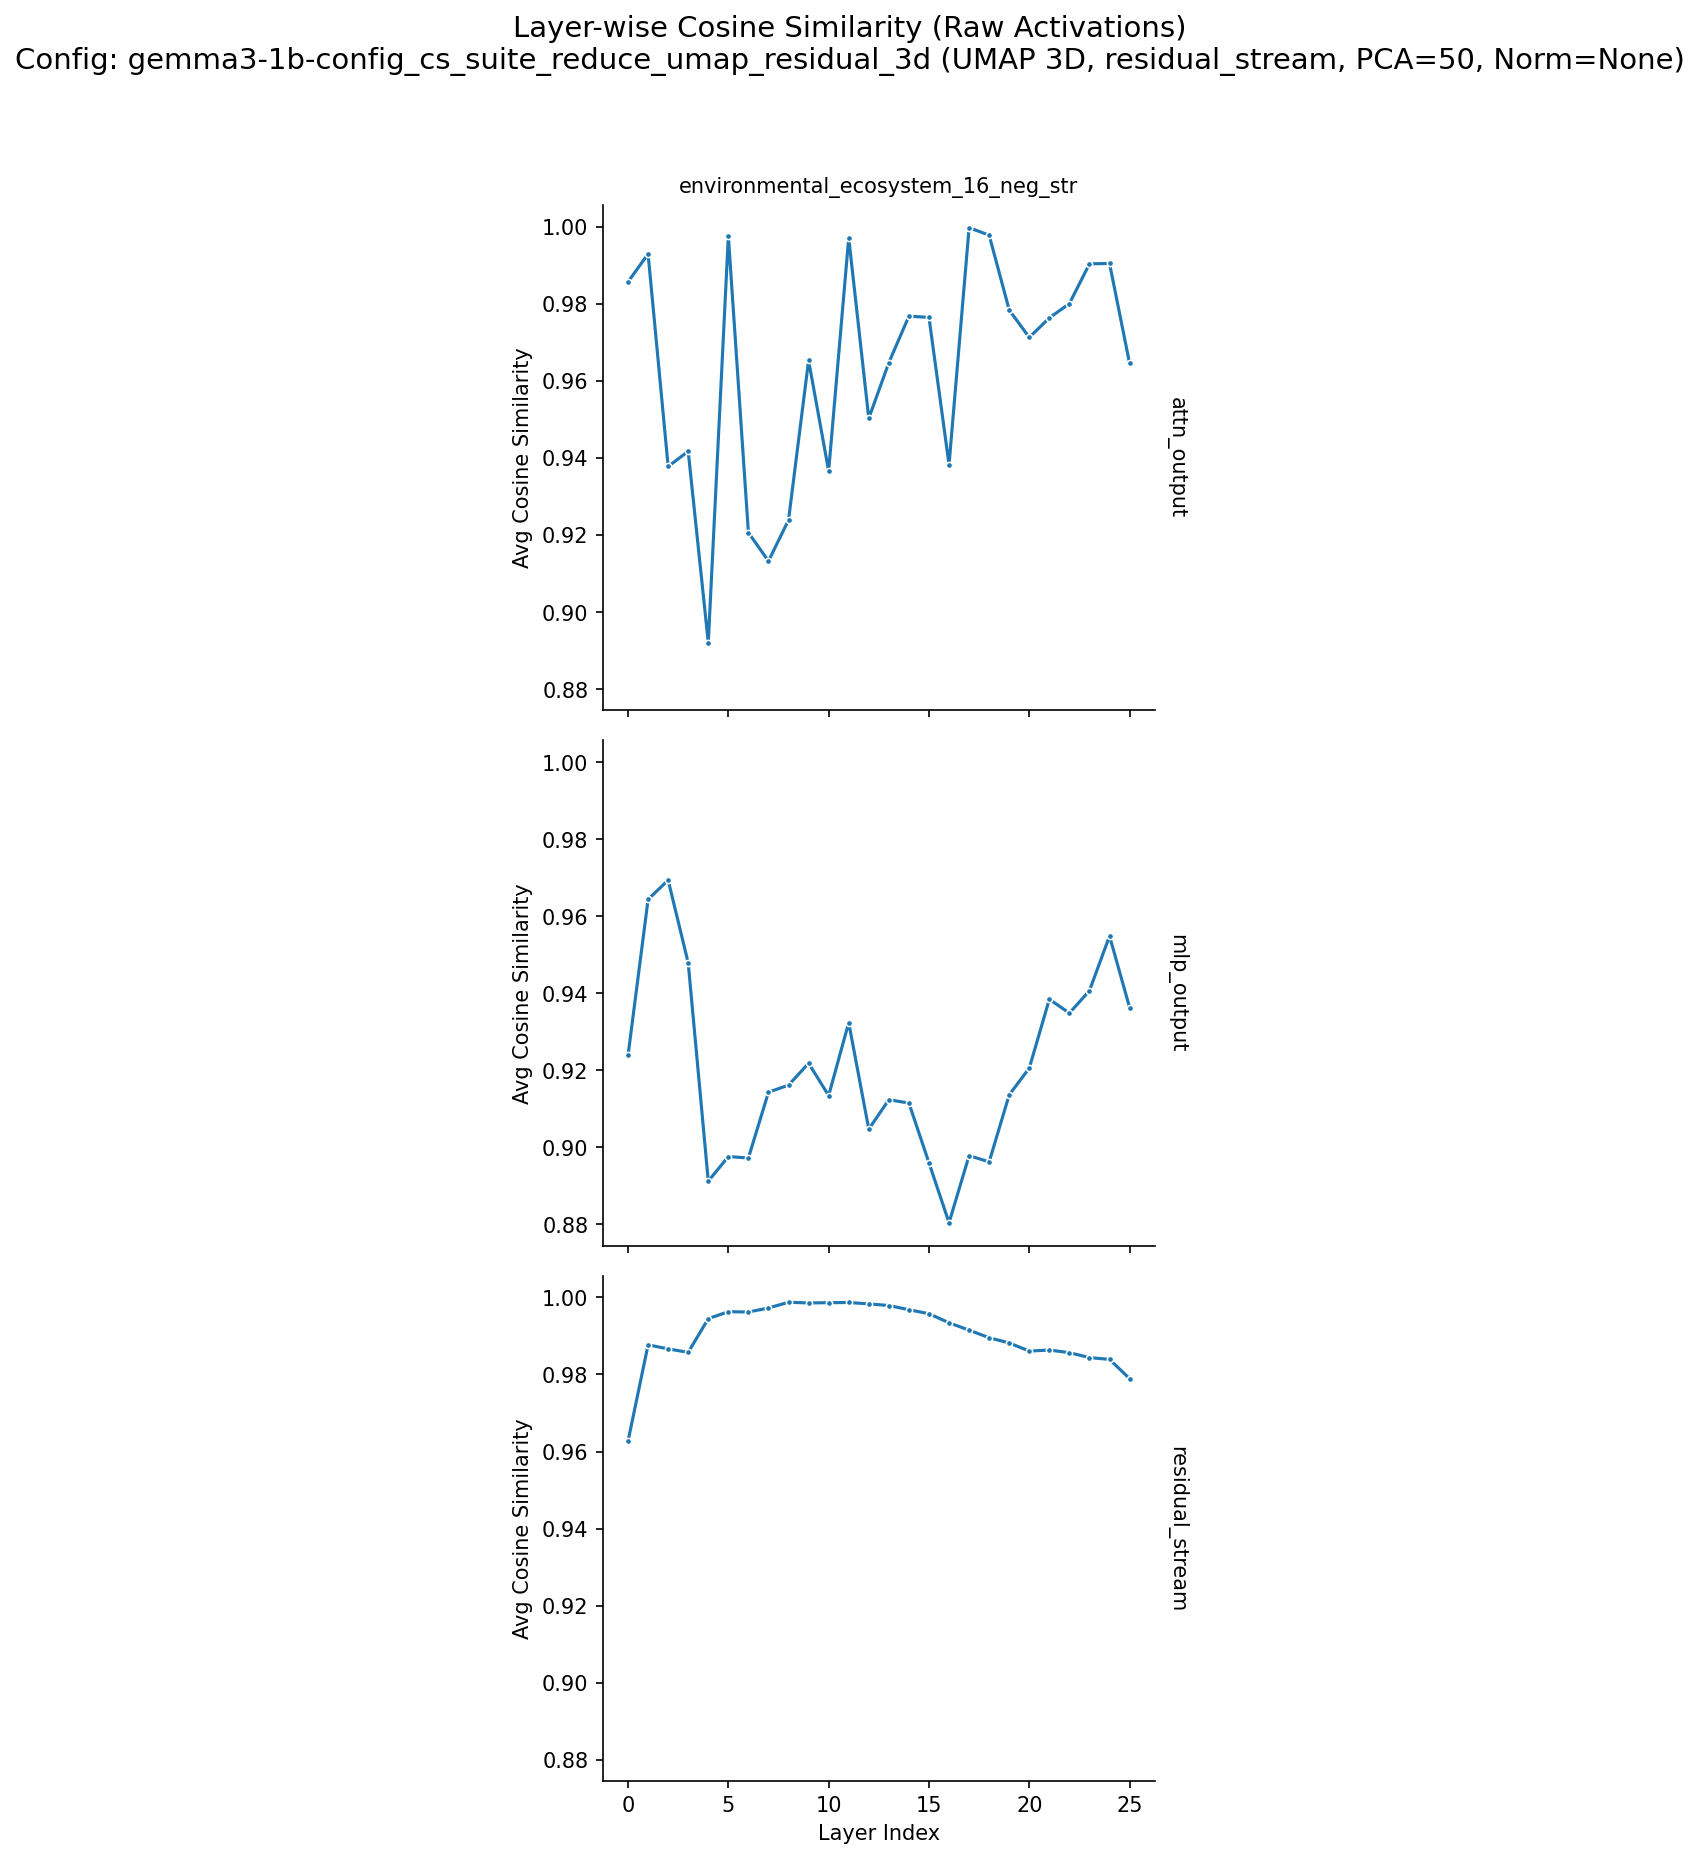 Layer-wise Cosine Similarity (Raw Activations)
Config: gemma3-1b-config_cs_suite_reduce_umap_residual_3d (UMAP 3D, residual_stream, PCA=50, Norm=None)
environmental_ecosystem_16_neg_str
1.00
0.98
0.96
0.94
0.92
0.90
0.88
Avg Cosine Similarity
attn_output
1.00
0.98
0.96
0.94
0.92
0.90
0.88
Avg Cosine Similarity
mlp_output
1.00
0.98
0.96
0.94
0.92
0.90
0.88
Avg Cosine Similarity
residual_stream
0 5 10 15 20 25
Layer Index